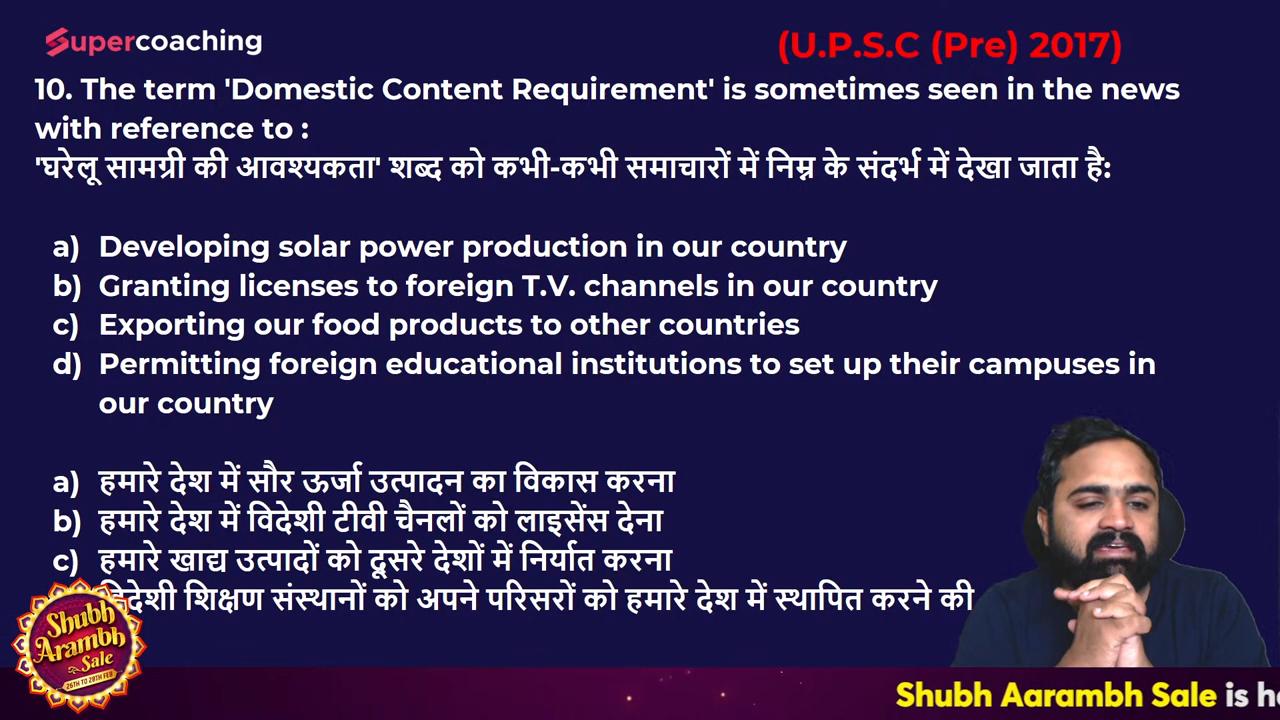 Supercoaching
(U.P.S.C (Pre) 2017)
10. The term 'Domestic Content Requirement' is sometimes seen in the news
with reference to :
'घरेलू सामग्री की आवश्यकता' शब्द को कभी-कभी समाचारों में निम्न के संदर्भ में देखा जाता है:
a) Developing solar power production in our country
b) Granting licenses to foreign T.V. channels in our country
c) Exporting our food products to other countries
d) Permitting foreign educational institutions to set up their campuses in
our country
a) हमारे देश में सौर ऊर्जा उत्पादन का विकास करना
b) हमारे देश में विदेशी टीवी चैनलों को लाइसेंस देना
c) हमारे खाद्य उत्पादों को दूसरे देशों में निर्यात करना
विदेशी शिक्षण संस्थानों को अपने परिसरों को हमारे देश में स्थापित करने की
Shubh
Arambh
Sale
26TH TO 28TH FEB
Shubh Aarambh Sale is